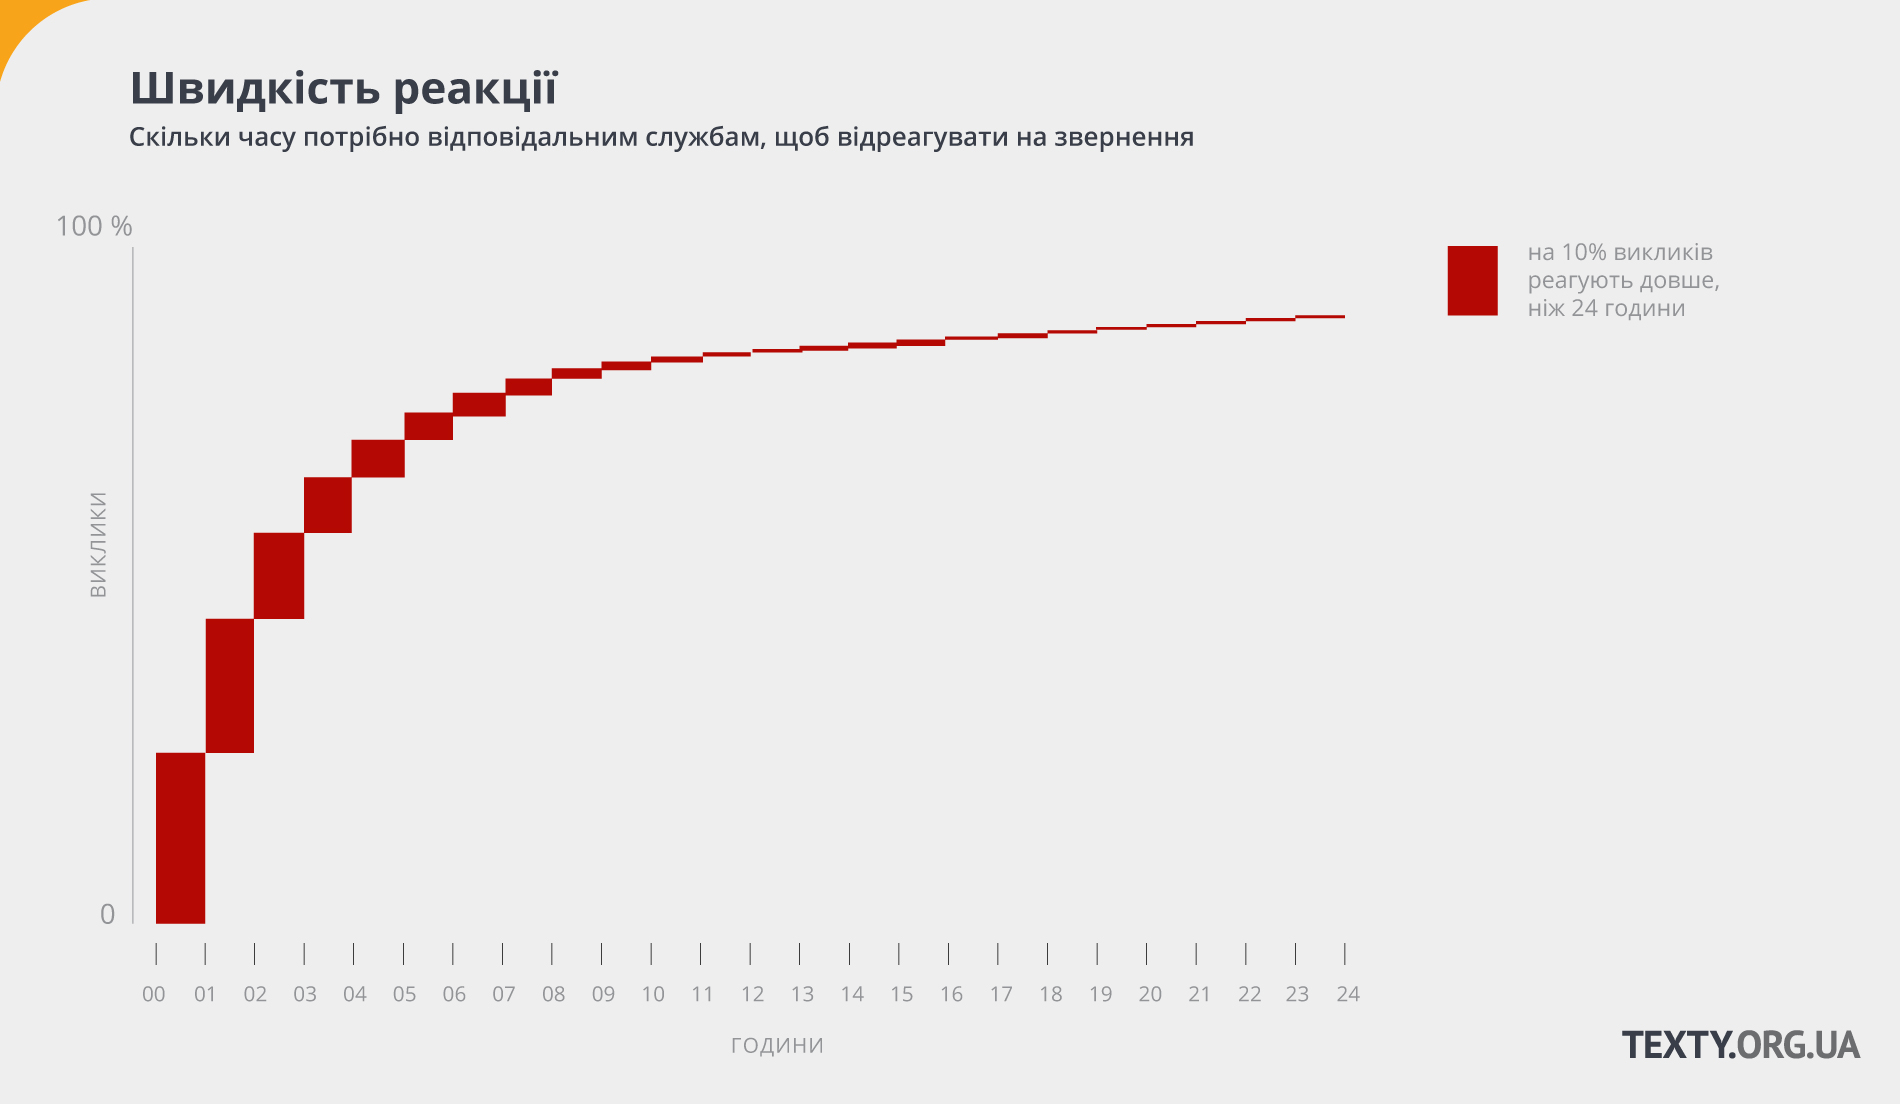 Швидкість реакції
Скільки часу потрібно відповідальним службам, щоб відреагувати на звернення
100 %
на 10% викликів
реагують довше,
ніж 24 години
ВИКЛИКИ
0
00 01 02 03 04 05 06 07 08 09 10 11 12 13 14 15 16 17 18 19 20 21 22 23 24
ГОДИНИ
TEXTY.ORG.UA